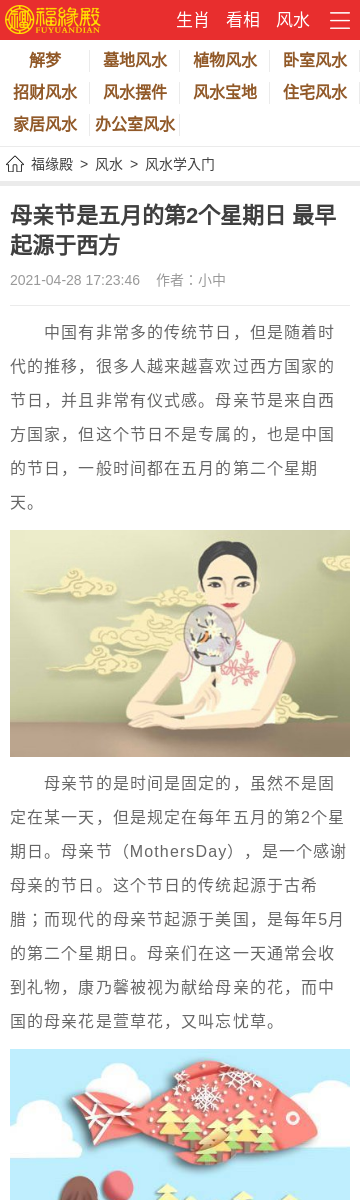 福緣殿 生肖 看相 风水
FUYUANDIAN
解梦 墓地风水 植物风水 卧室风水
招财风水 风水摆件 风水宝地 住宅风水
家居风水 办公室风水
福缘殿 > 风水 > 风水学入门
母亲节是五月的第2个星期日 最早
起源于西方
2021-04-28 17:23:46 作者：小中
中国有非常多的传统节日，但是随着时
代的推移，很多人越来越喜欢过西方国家的
节日，并且非常有仪式感。母亲节是来自西
方国家，但这个节日不是专属的，也是中国
的节日，一般时间都在五月的第二个星期
天。
母亲节的是时间是固定的，虽然不是固
定在某一天，但是规定在每年五月的第2个星
期日。母亲节（MothersDay），是一个感谢
母亲的节日。这个节日的传统起源于古希
腊；而现代的母亲节起源于美国，是每年5月
的第二个星期日。母亲们在这一天通常会收
到礼物，康乃馨被视为献给母亲的花，而中
国的母亲花是萱草花，又叫忘忧草。